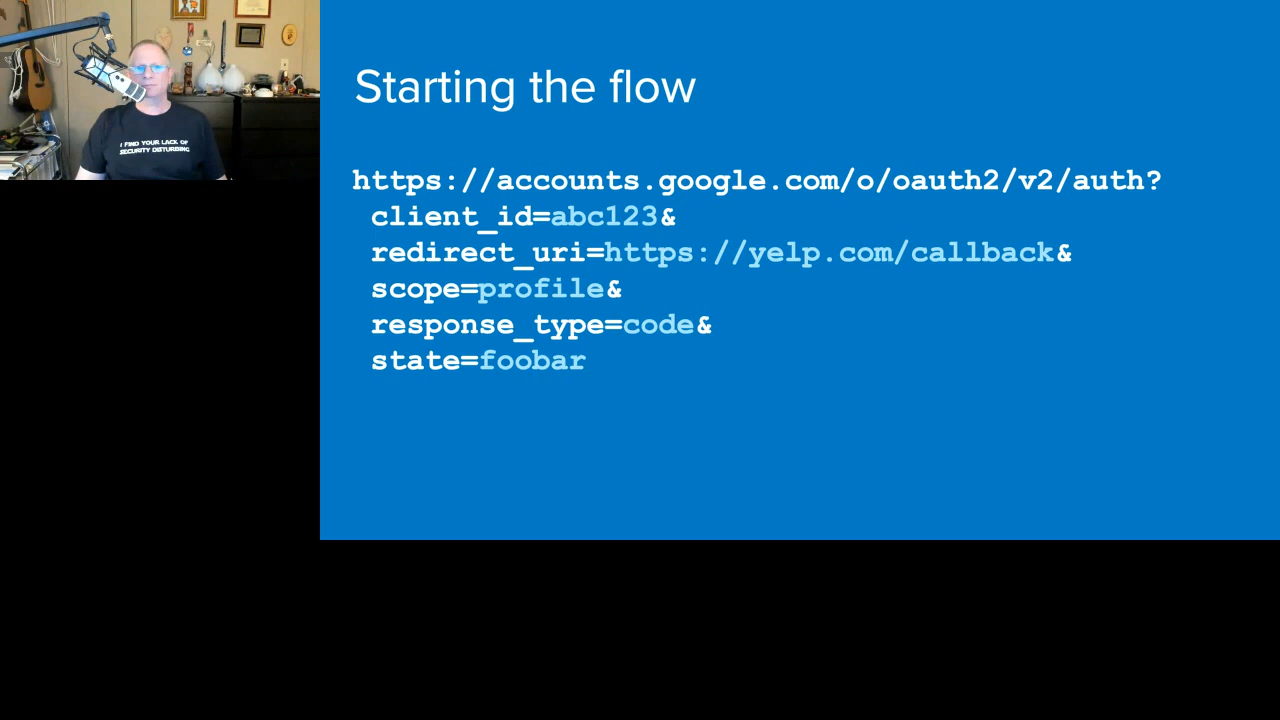 I FIND YOUR LACK OF
SECURITY DISTURBING
Starting the flow
https://accounts.google.com/o/oauth2/v2/auth?
client_id=abc123&
redirect_uri=https://yelp.com/callback&
scope=profile&
response_type=code&
state=foobar